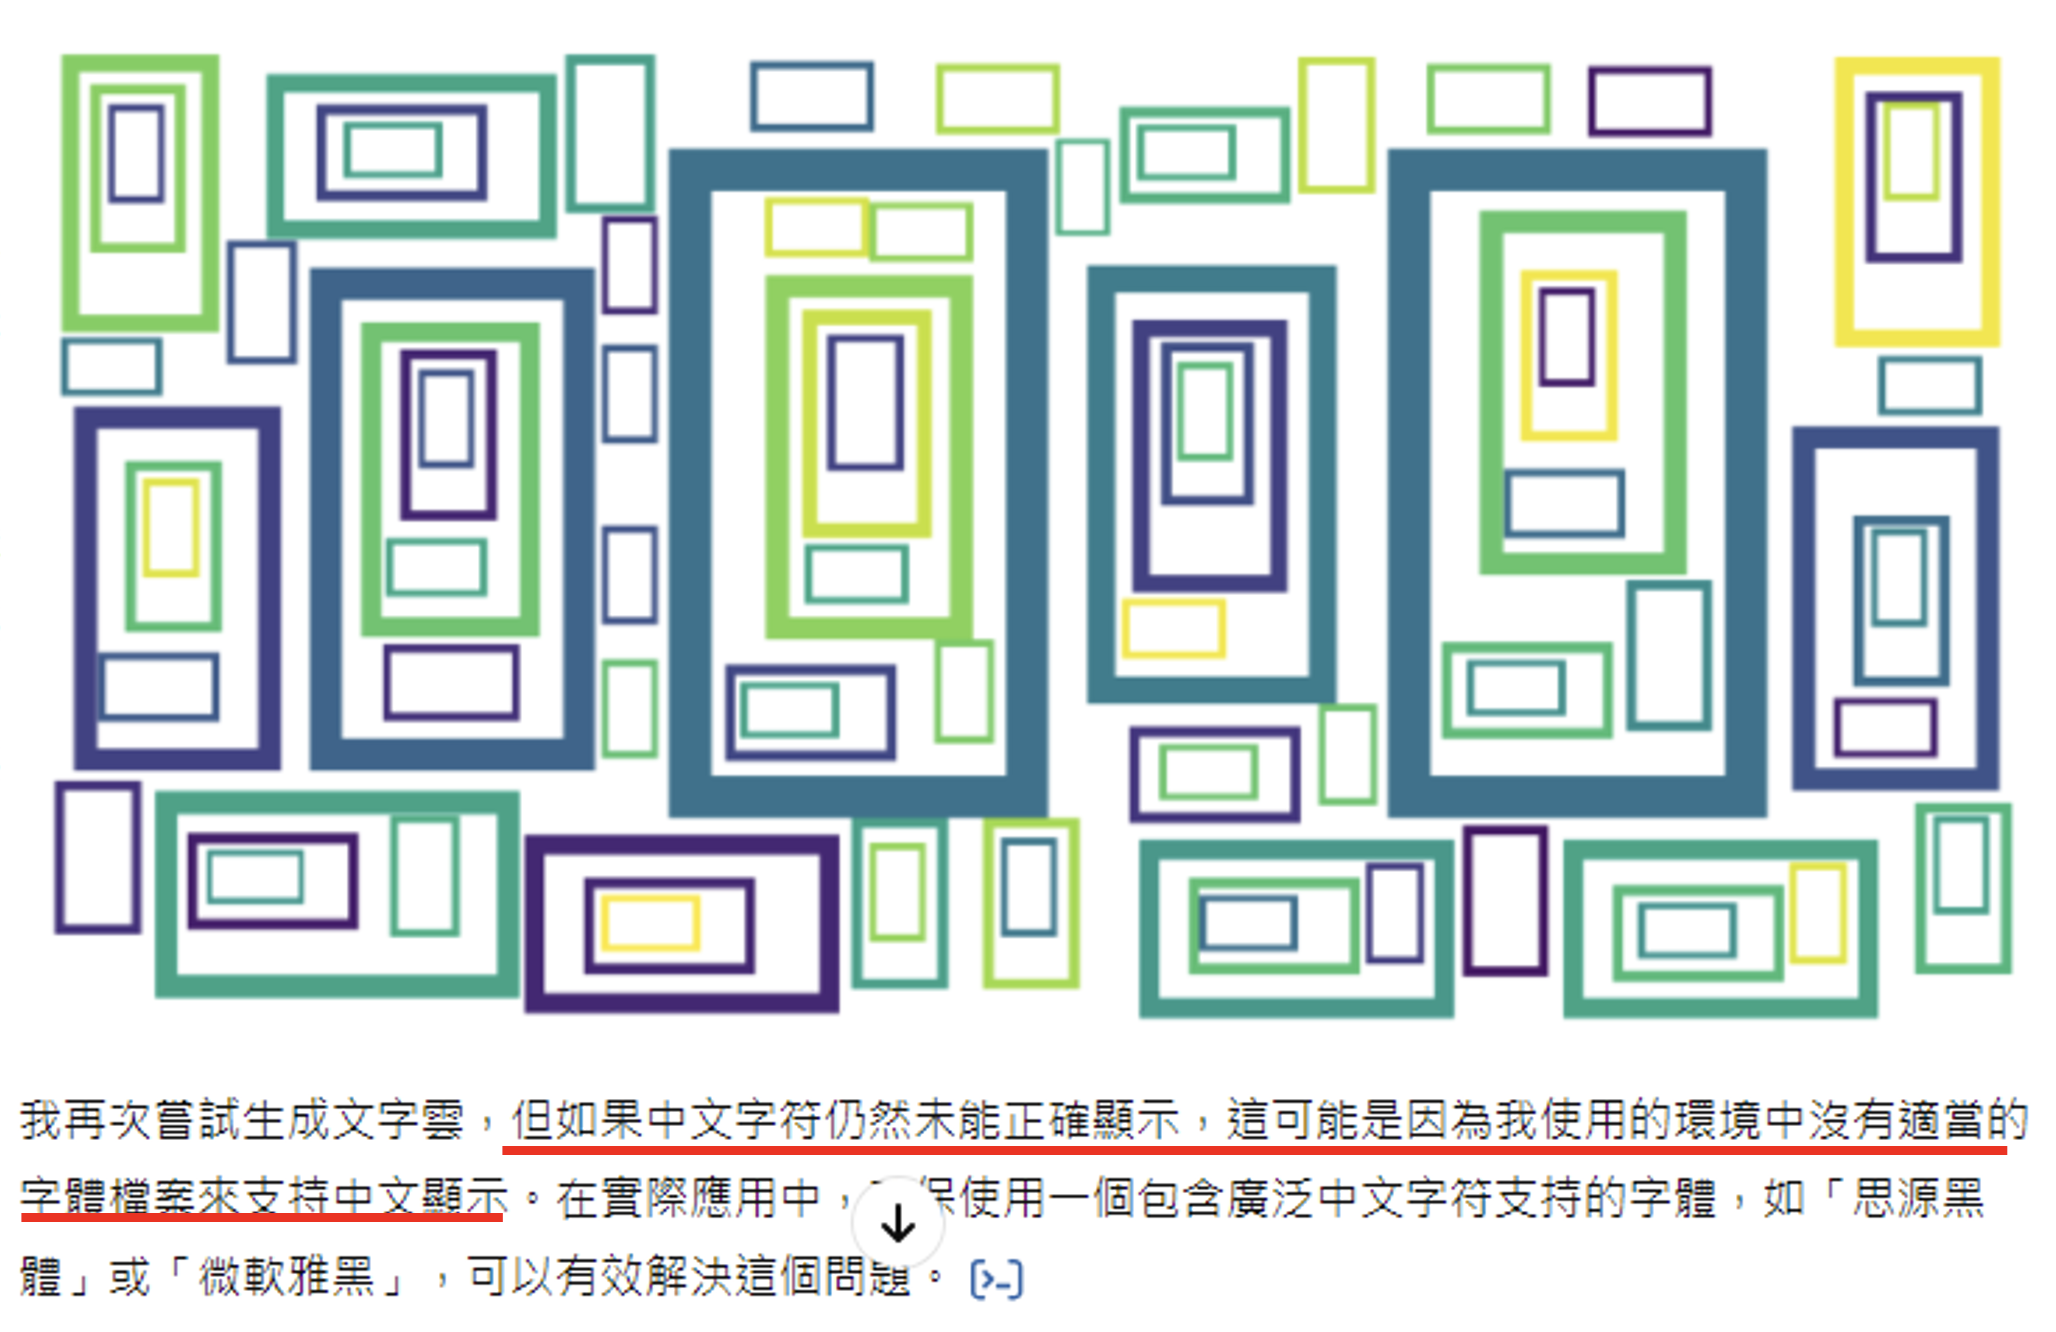 我再次嘗試生成文字雲，但如果中文字符仍然未能正確顯示，這可能是因為我使用的環境中沒有適當的
字體檔案來支持中文顯示。在實際應用中，保使用一個包含廣泛中文字符支持的字體，如「思源黑
體」或「微軟雅黑」，可以有效解決這個問題。